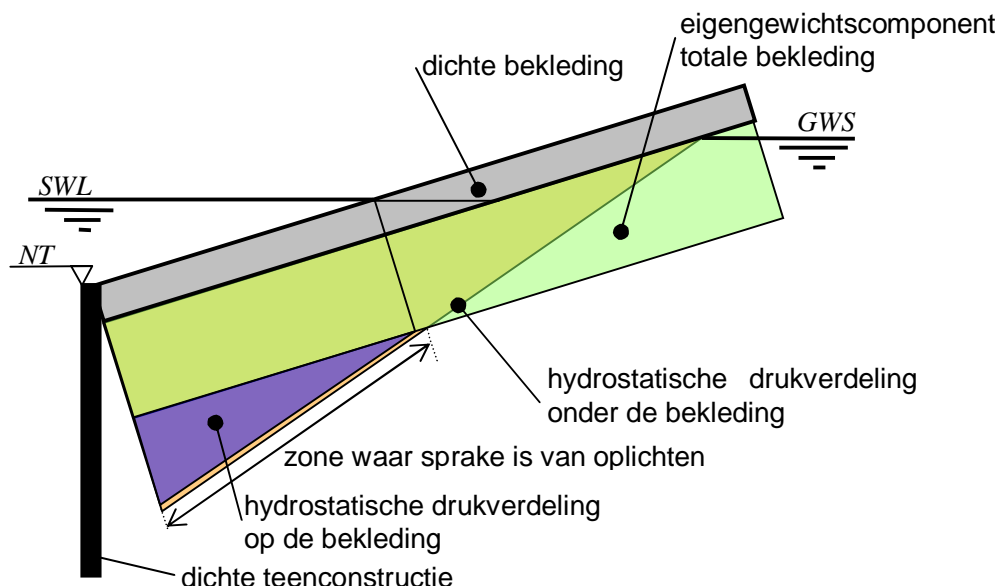 eigengewichtscomponent
totale bekleding
dichte bekleding
GWS
SWL
NT
hydrostatische drukverdeling
onder de bekleding
zone waar sprake is van oplichten
hydrostatische drukverdeling
op de bekleding
dichte teenconstructie